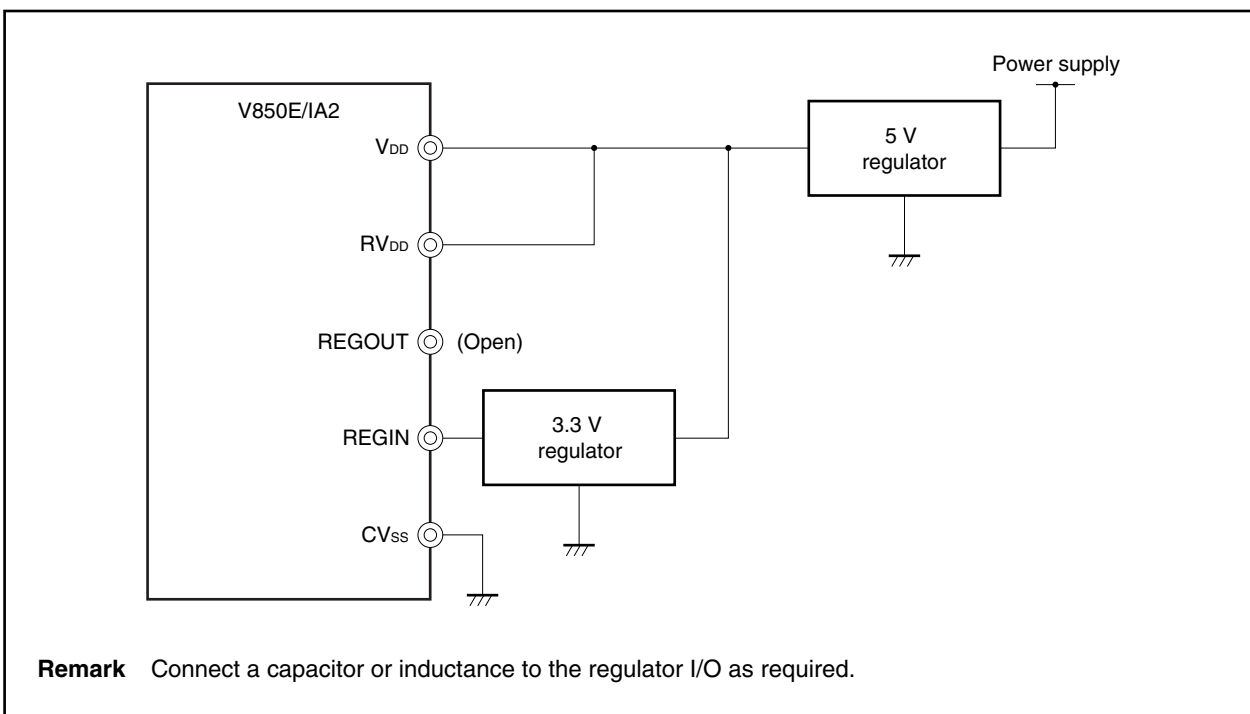 Power supply
V850E/IA2
5 V
regulator
VDD
RVDD
REGOUT
(Open)
3.3 V
regulator
REGIN
CVSS
Remark Connect a capacitor or inductance to the regulator I/O as required.